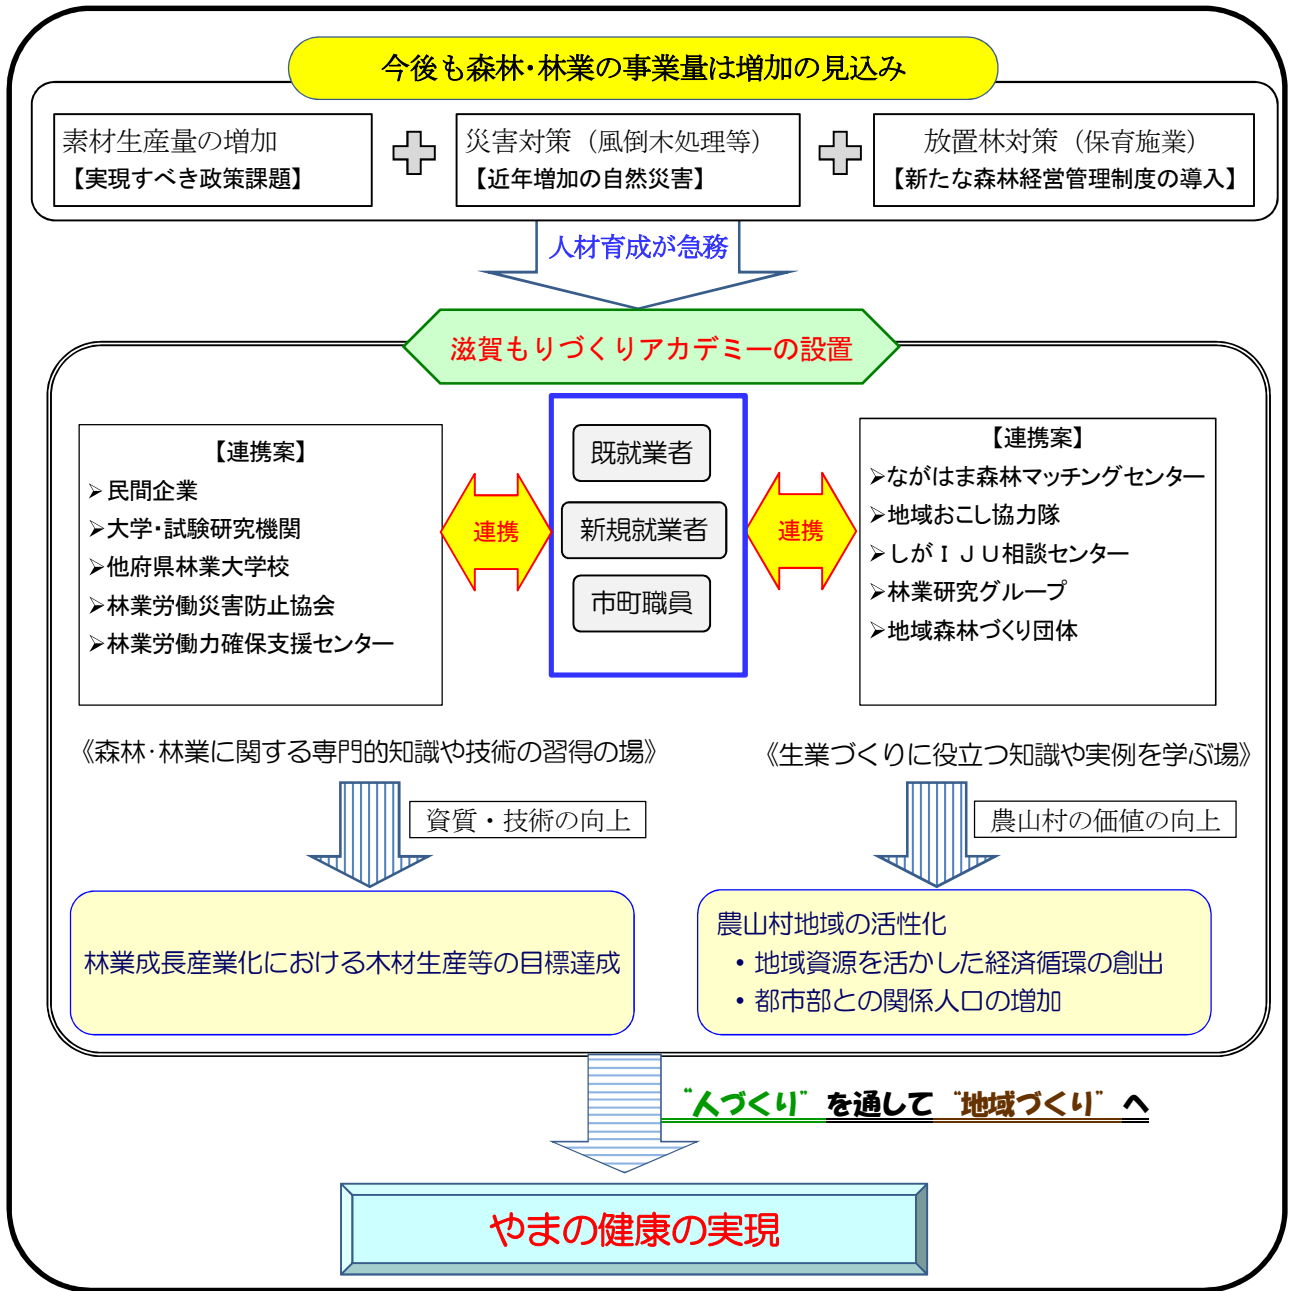 今後も森林・林業の事業量は増加の見込み
素材生産量の増加
【実現すべき政策課題】
災害対策（風倒木処理等）
【近年増加の自然災害】
放置林対策（保育施業）
【新たな森林経営管理制度の導入】
人材育成が急務
滋賀もりづくりアカデミーの設置
【連携案】
➢民間企業
➢大学・試験研究機関
➢他府県林業大学校
➢林業労働災害防止協会
➢林業労働力確保支援センター
連携
既就業者
新規就業者
市町職員
連携
【連携案】
➢ながはま森林マッチングセンター
➢地域おこし協力隊
➢しがＩＪＵ相談センター
➢林業研究グループ
➢地域森林づくり団体
《森林・林業に関する専門的知識や技術の習得の場》
《生業づくりに役立つ知識や実例を学ぶ場》
資質・技術の向上
農山村の価値の向上
林業成長産業化における木材生産等の目標達成
農山村地域の活性化
・地域資源を活かした経済循環の創出
・都市部との関係人口の増加
“人づくり”を通して“地域づくり”へ
やまの健康の実現